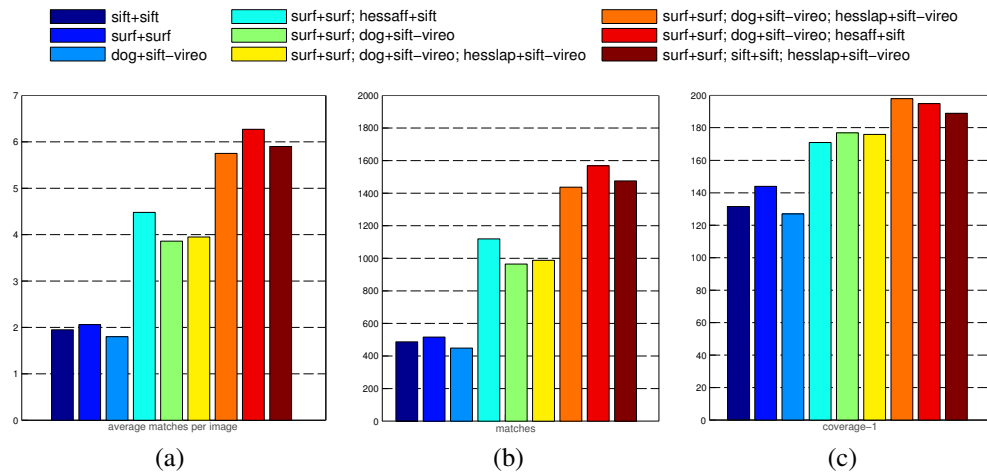 sift+sift
surf+surf
dog+sift−vireo
surf+surf; hessaff+sift
surf+surf; dog+sift−vireo
surf+surf; dog+sift−vireo; hesslap+sift−vireo
surf+surf; dog+sift−vireo; hesslap+sift−vireo
surf+surf; dog+sift−vireo; hesaff+sift
surf+surf; sift+sift; hesslap+sift−vireo
7
6
5
4
3
2
1
0
average matches per image
(a)
2000
1800
1600
1400
1200
1000
800
600
400
200
0
matches
(b)
200
180
160
140
120
100
80
60
40
20
0
coverage−1
(c)